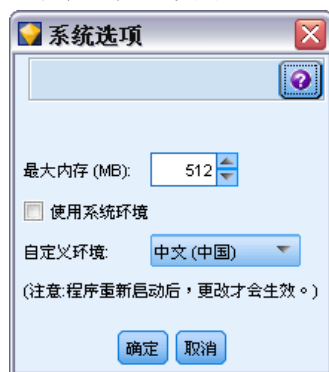 系统选项
最大内存 (MB): 512
使用系统环境
自定义环境: 中文 (中国)
(注意:程序重新启动后，更改才会生效。)
确定 取消